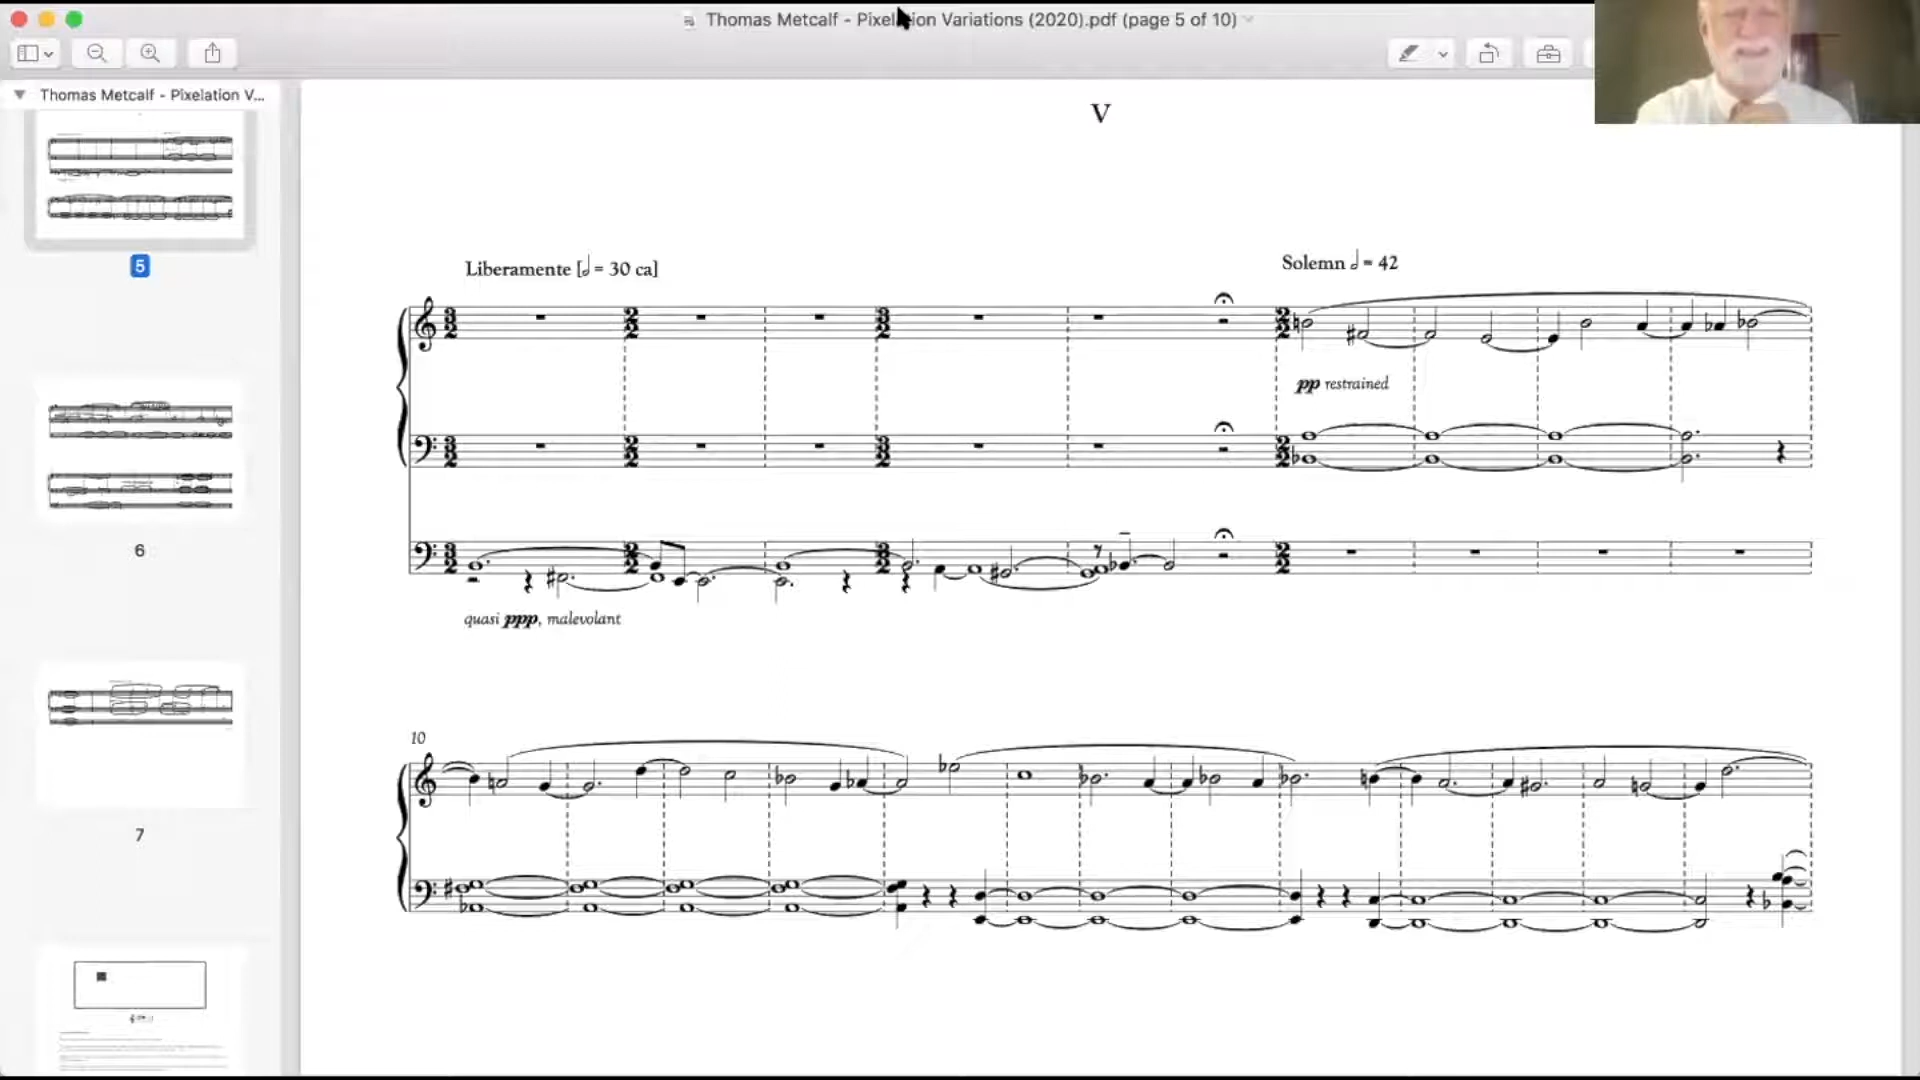 Thomas Metcalf - Pixelation Variations (2020).pdf (page 5 of 10)
Thomas Metcalf - Pixelation V...
5
6
7
V
Liberamente [𝅗𝅥 = 30 ca]
Solemn 𝅗𝅥 = 42
pp restrained
quasi ppp, malevolant
10